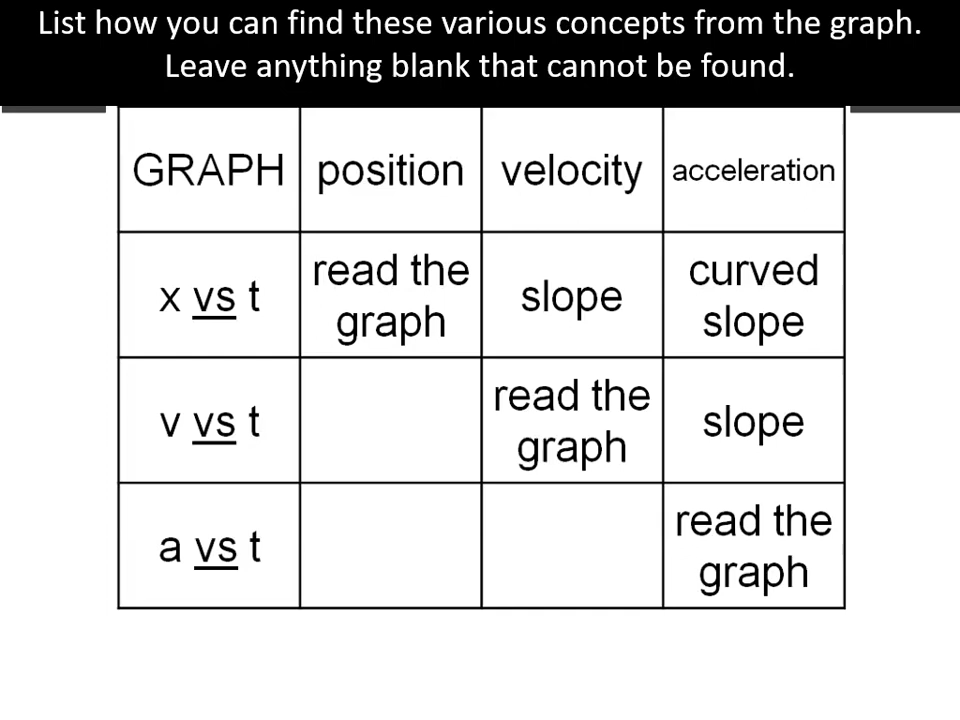 List how you can find these various concepts from the graph.
Leave anything blank that cannot be found.
GRAPH position velocity acceleration
x vs t read the graph slope curved slope
v vs t read the graph slope
a vs t read the graph